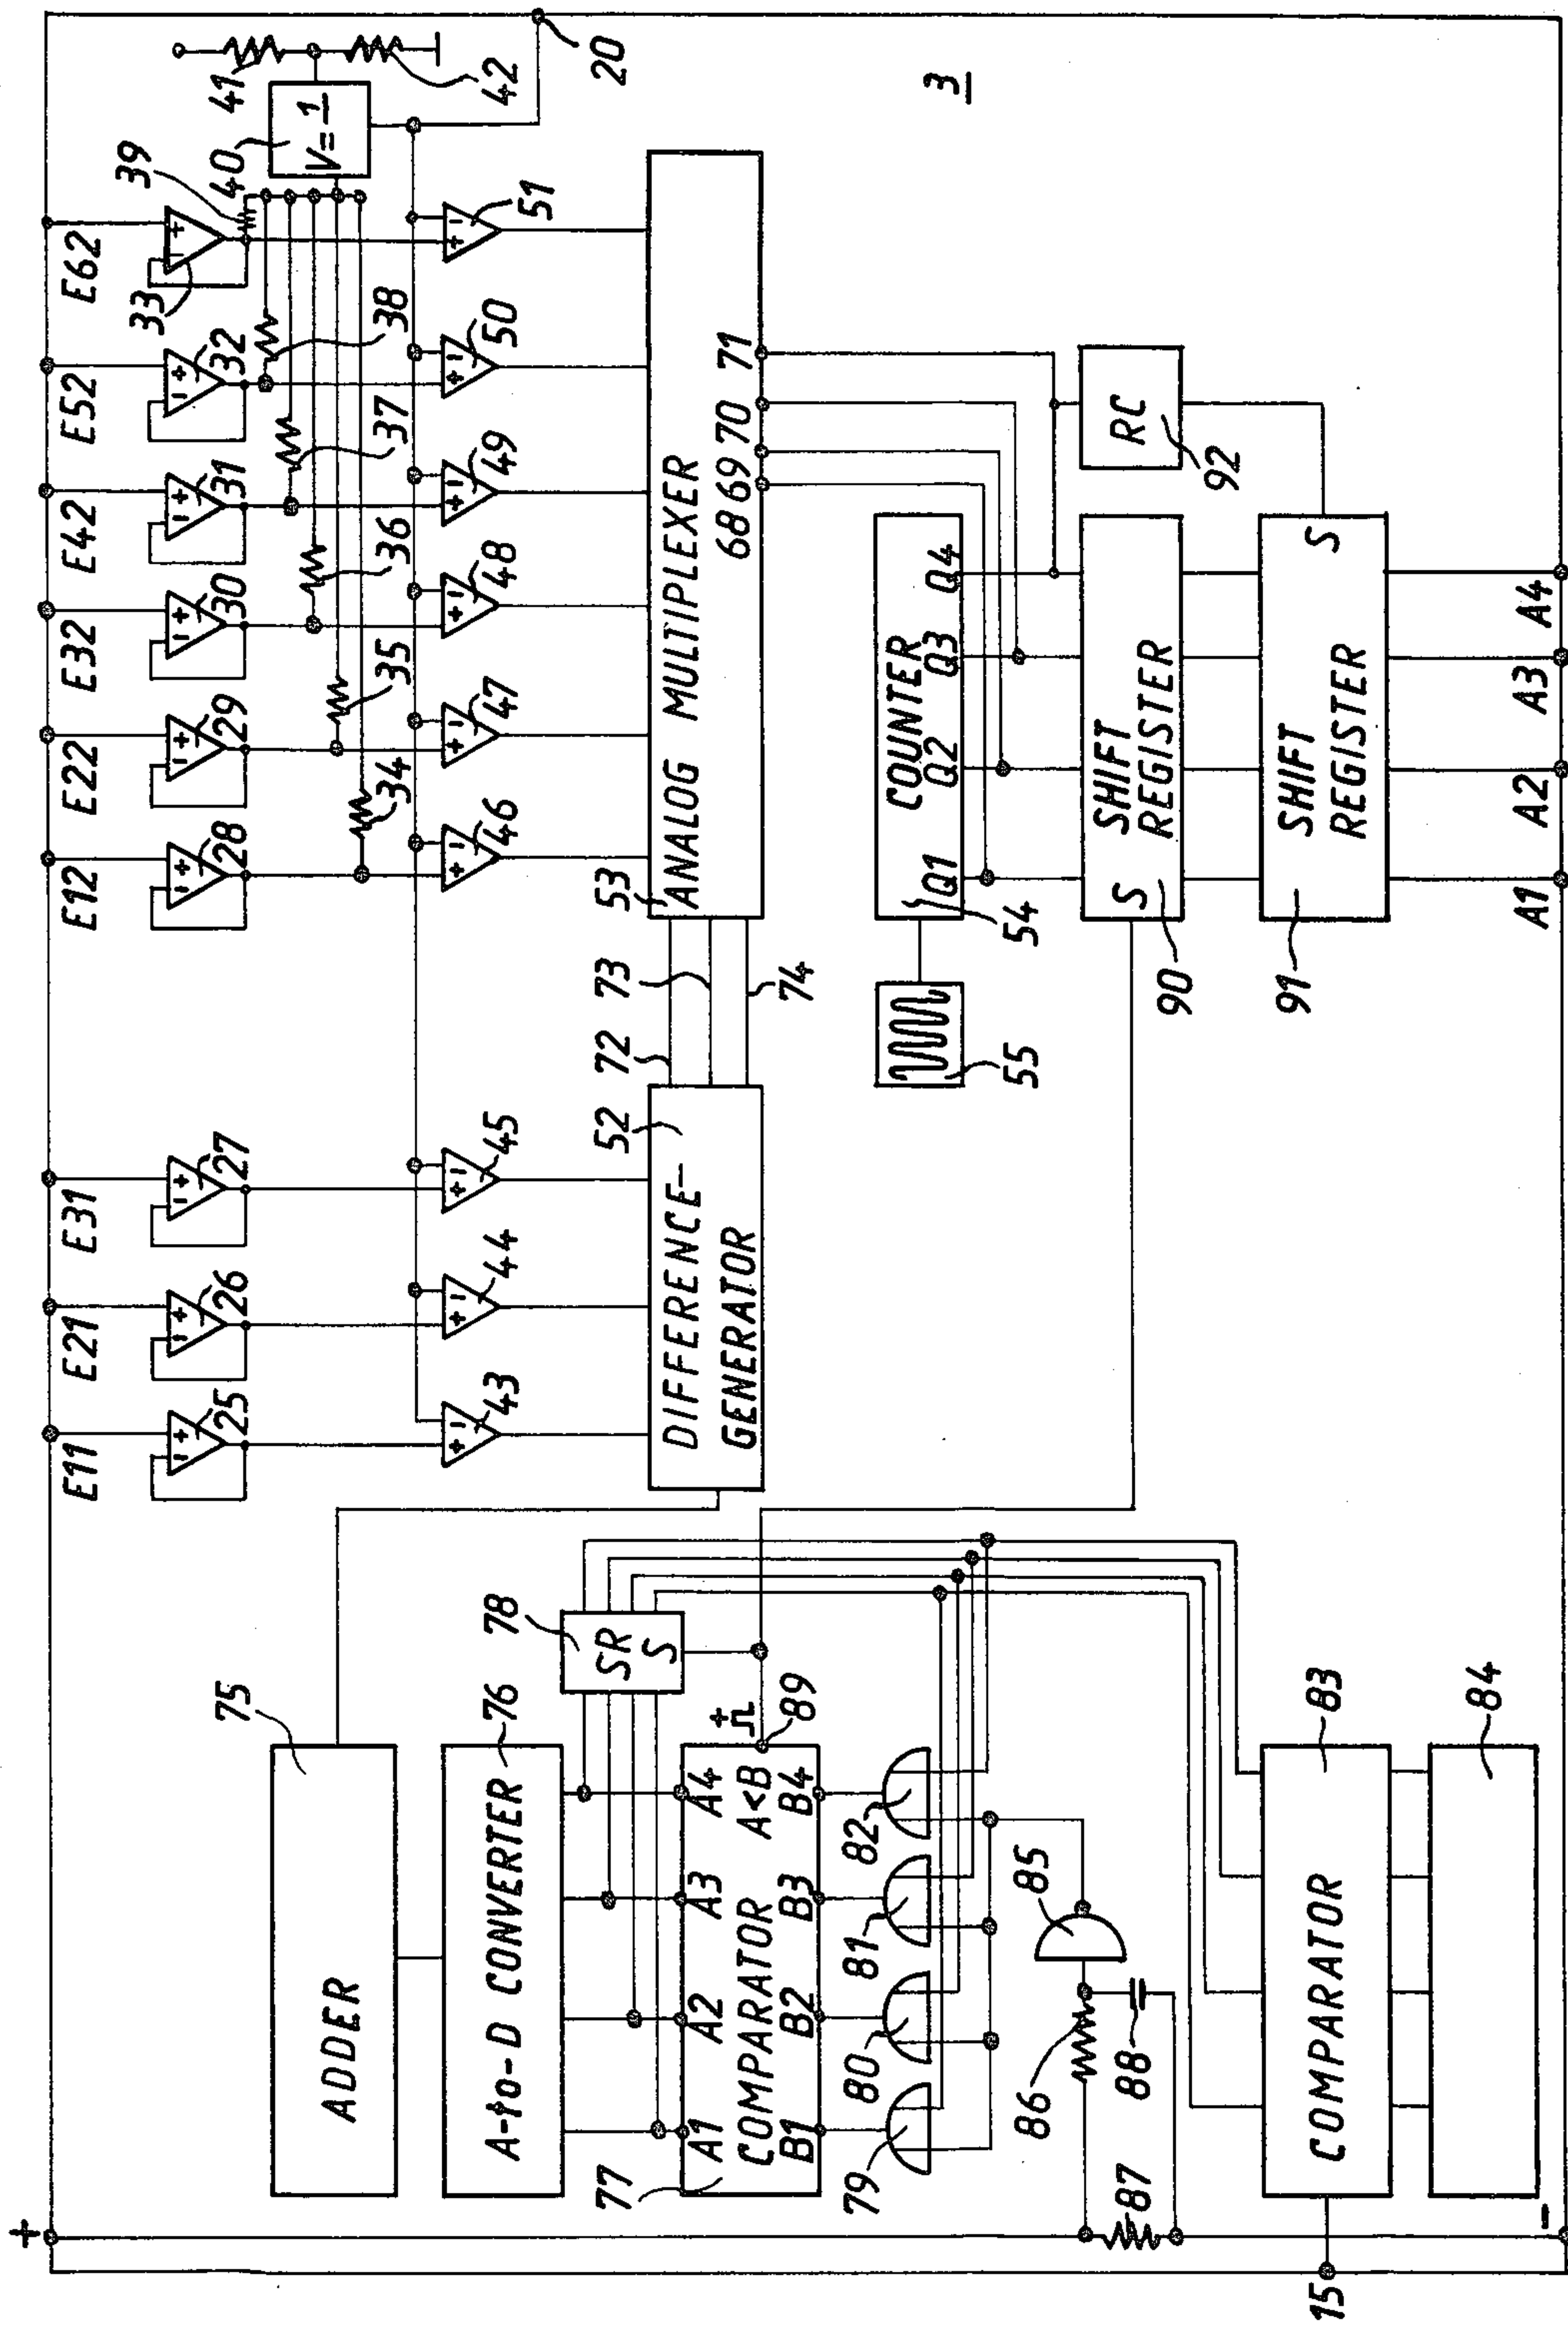 +
E11
E21
E31
E12
E22
E32
E42
E52
E62
- +
25
- +
26
- +
27
- +
28
- +
29
- +
30
- +
31
- +
32
- +
33
39
40
41
42
V=1
20
34
35
36
37
38
+ -
43
+ -
44
+ -
45
+ -
46
+ -
47
+ -
48
+ -
49
+ -
50
+ -
51
3
75
ADDER
76
A-to-D CONVERTER
78
SR
S
52
DIFFERENCE-
GENERATOR
72
73
74
53
ANALOG MULTIPLEXER
68 69 70 71
77
A1 A2 A3 A4
COMPARATOR A<B
B1 B2 B3 B4
+
89
55
54
COUNTER
Q1 Q2 Q3 Q4
79
80
81
82
85
86
87
88
90
S
SHIFT
REGISTER
RC
92
91
SHIFT
REGISTER
S
83
COMPARATOR
84
15
-
A1
A2
A3
A4